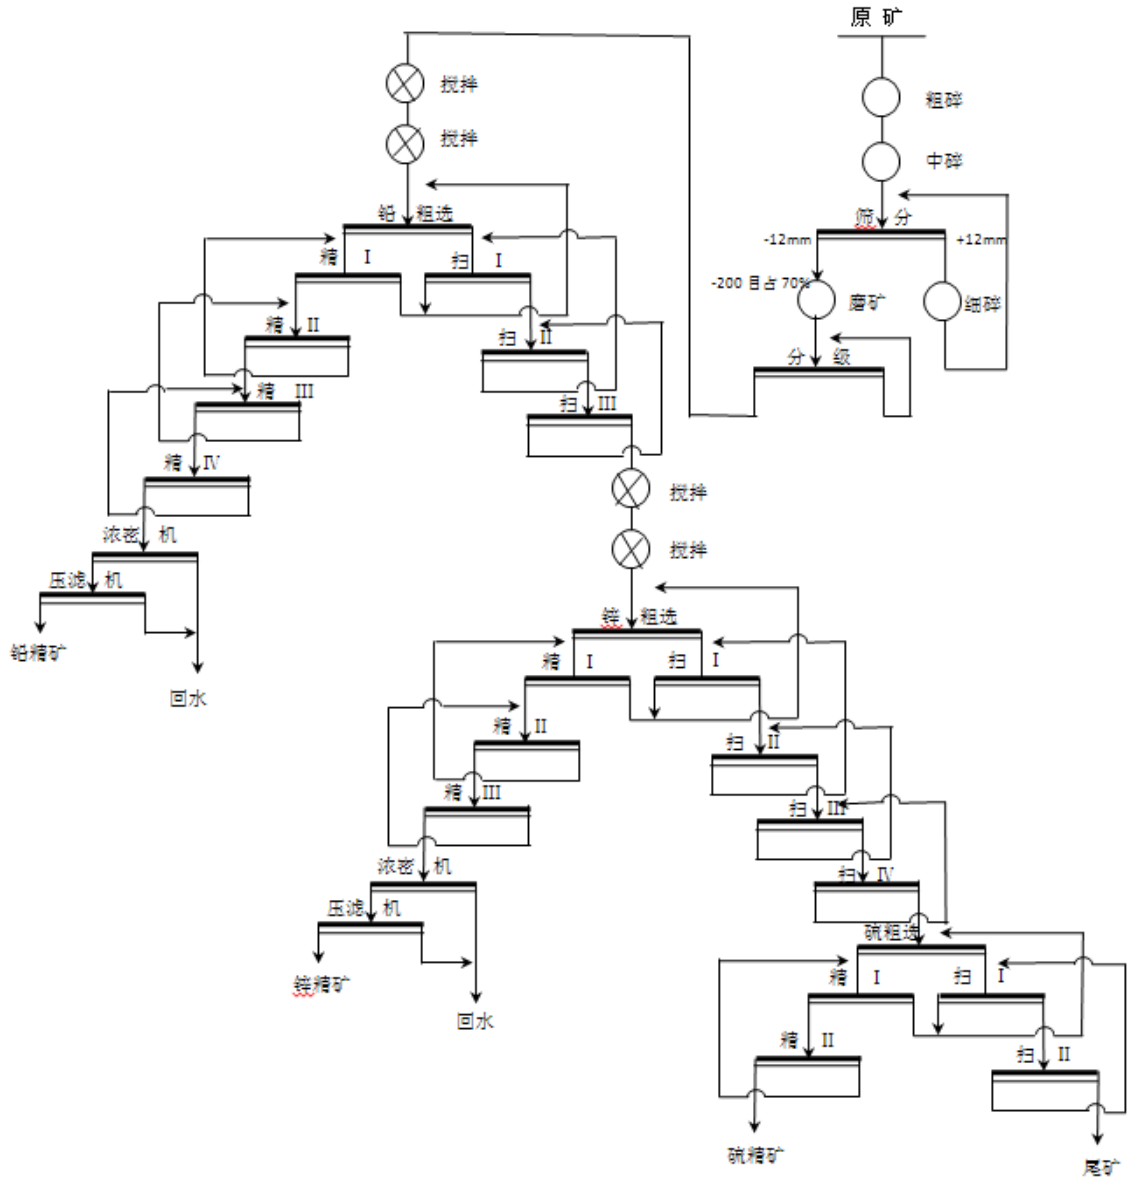 原 矿
粗碎
中碎
筛 分
-12mm
+12mm
-200 目占 70%
磨矿
细碎
分 级
搅拌
搅拌
铅 粗选
精 I
扫 I
精 II
扫 II
精 III
扫 III
精 IV
浓密 机
压滤 机
铅精矿
回水
搅拌
搅拌
锌 粗选
精 I
扫 I
精 II
扫 II
精 III
扫 III
扫 IV
浓密 机
压滤 机
锌精矿
回水
硫粗选
精 I
扫 I
精 II
扫 II
硫精矿
尾矿